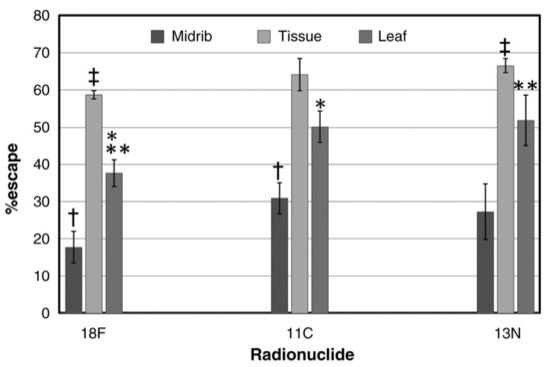 80
70
60
50
40
30
20
10
0
%escape
Midrib Tissue Leaf
† ‡ * **
† *
‡ **
18F 11C 13N
Radionuclide